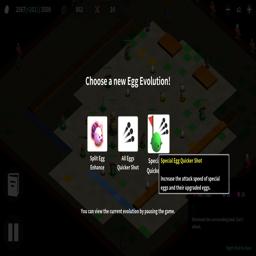 Choose a new Egg Evolution!
Split Egg
Enhance
All Eggs
Quicker Shot
Special Egg Quicker Shot
Increase the attack speed of special
eggs and their upgraded eggs.
You can view the current evolution by pausing the game.